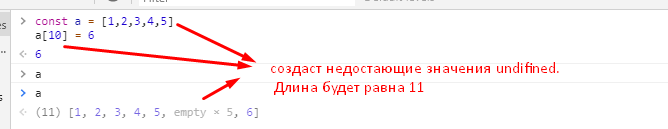 const a = [1,2,3,4,5]
a[10] = 6
6
a
a
(11) [1, 2, 3, 4, 5, empty × 5, 6]
создаст недостающие значения undifined.
Длина будет равна 11